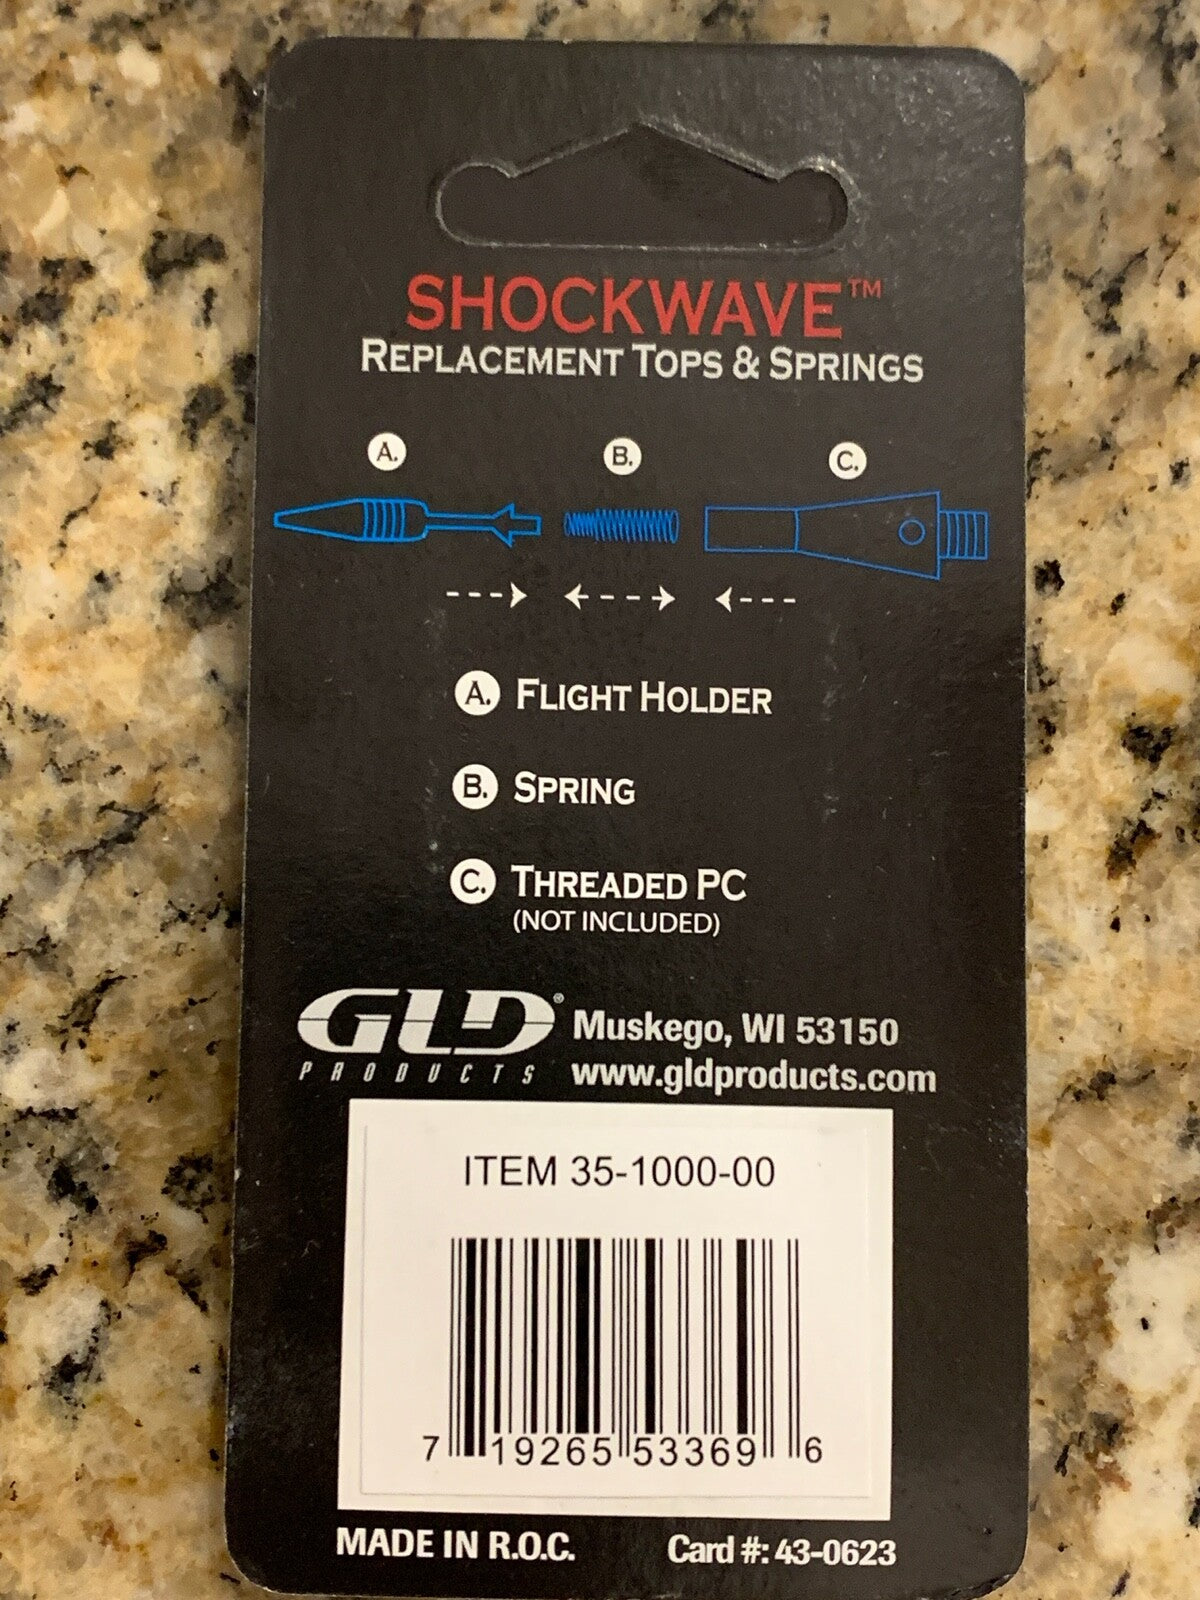 SHOCKWAVE™
REPLACEMENT TOPS & SPRINGS
A. B. C.
A. FLIGHT HOLDER
B. SPRING
C. THREADED PC
(NOT INCLUDED)
GLD® Muskego, WI 53150
PRODUCTS www.gldproducts.com
ITEM 35-1000-00
7 19265 53369 6
MADE IN R.O.C. Card #: 43-0623